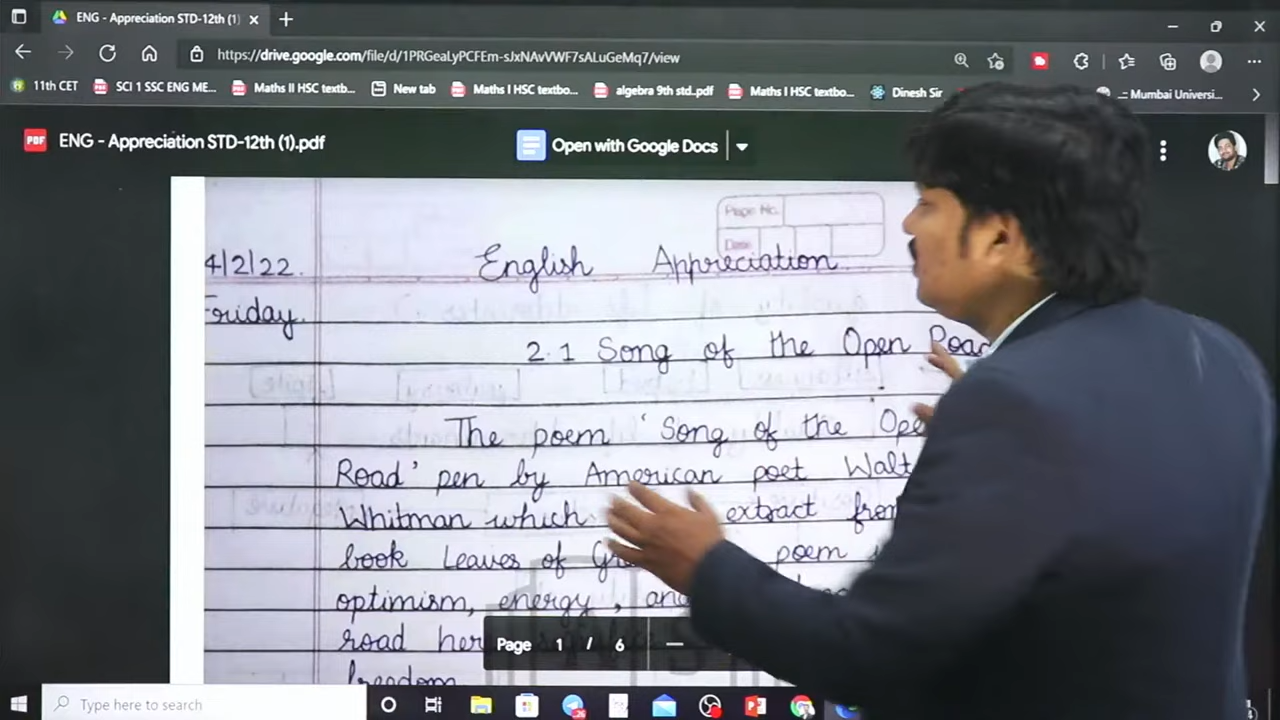 ENG - Appreciation STD-12th (1)
https://drive.google.com/file/d/1PRGeaLyPCFEm-sJxNAvVWF7sALuGeMq7/view
11th CET
SCI 1 SSC ENG ME...
Maths II HSC textb...
New tab
Maths I HSC textbo...
algebra 9th std..pdf
Maths I HSC textbo...
Dinesh Sir
..:: Mumbai Universi...
PDF
ENG - Appreciation STD-12th (1).pdf
Open with Google Docs
Page No.
Date
4/2/22.
English Appreciation
Friday.
2.1 Song of the Open Road
The poem 'Song of the Ope
Road' pen by American poet Walt
Whitman which extract from
book Leaves of poem
optimism, energy, and
road her
freedom
Page 1 / 6
Type here to search